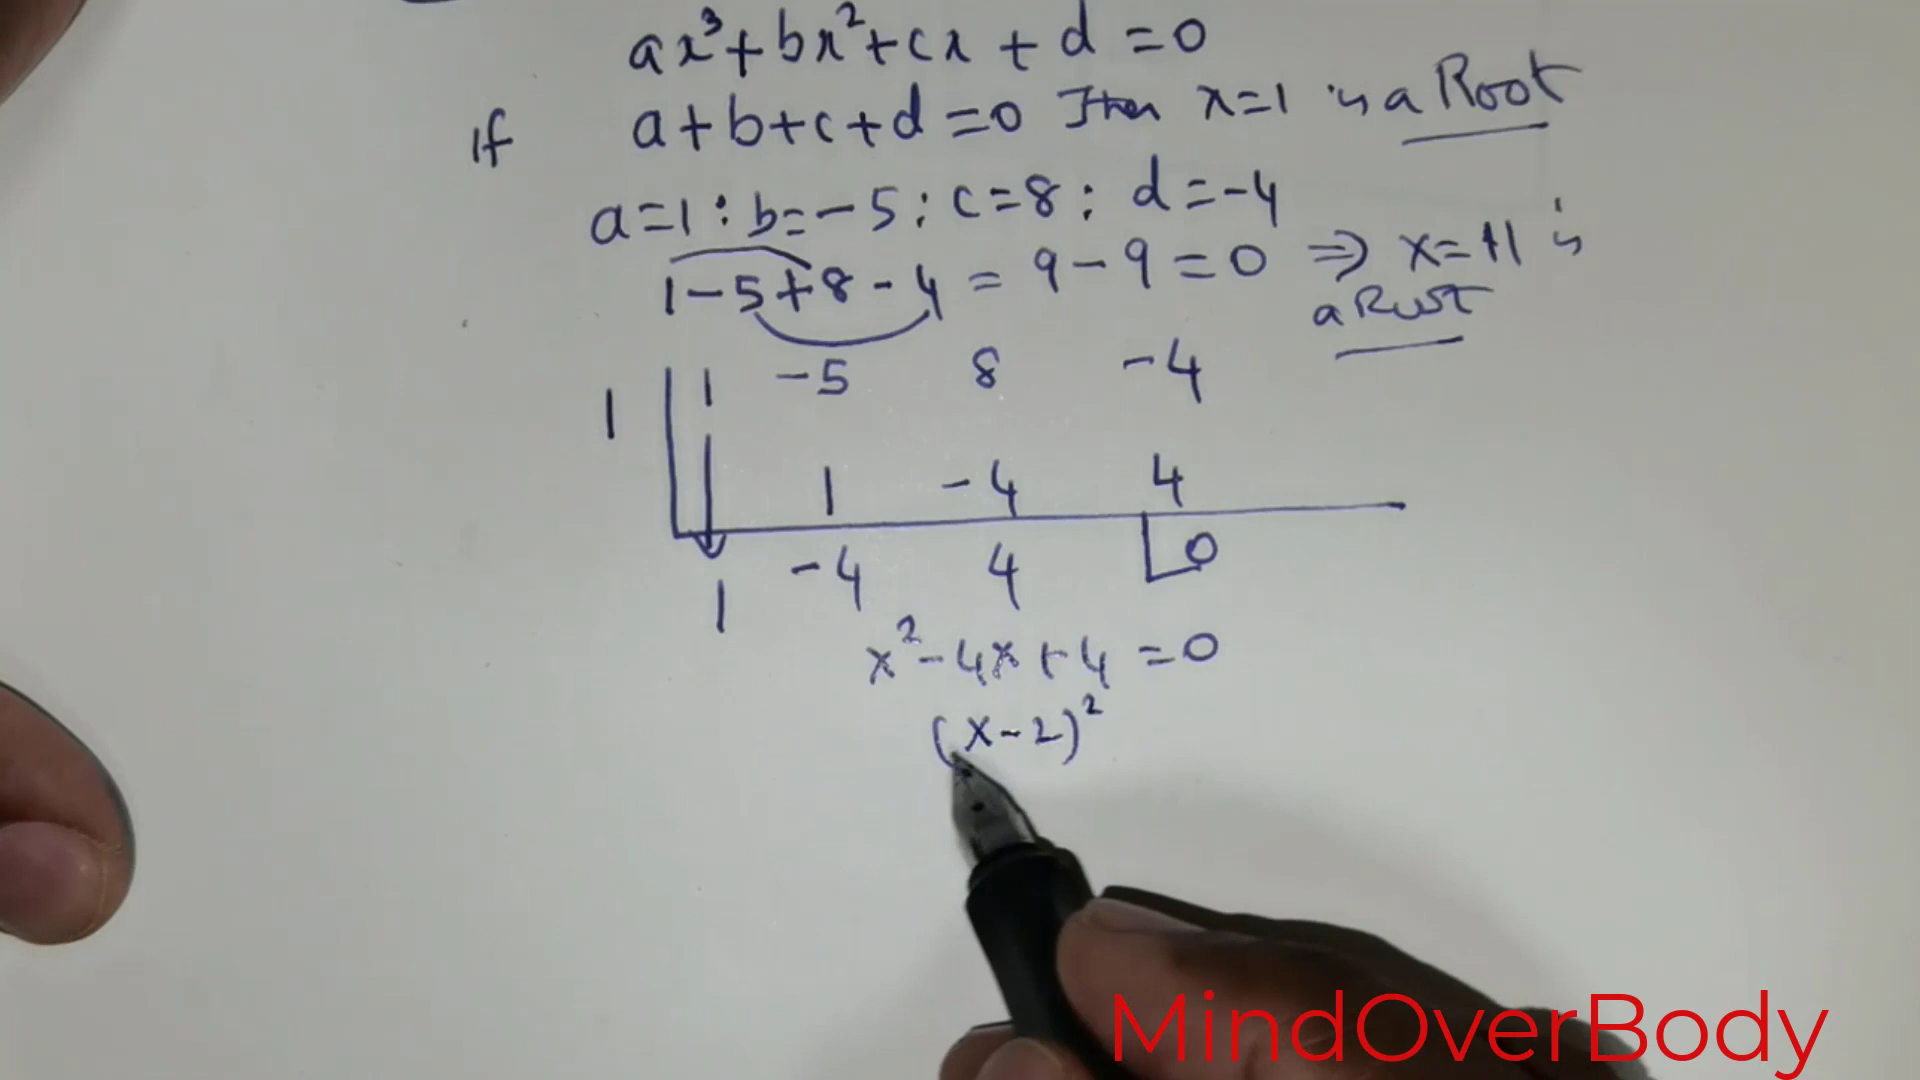 ax³+bx²+cx+d=0
If a+b+c+d=0 Then x=1 is a Root
a=1:b=-5;c=8;d=-4
1-5+8-4=9-9=0 ⇒ x=+1 is
a Root
1 1 -5 8 -4
1 -4 4
1 -4 4 0
x²-4x+4=0
(x-2)²
MindOverBody